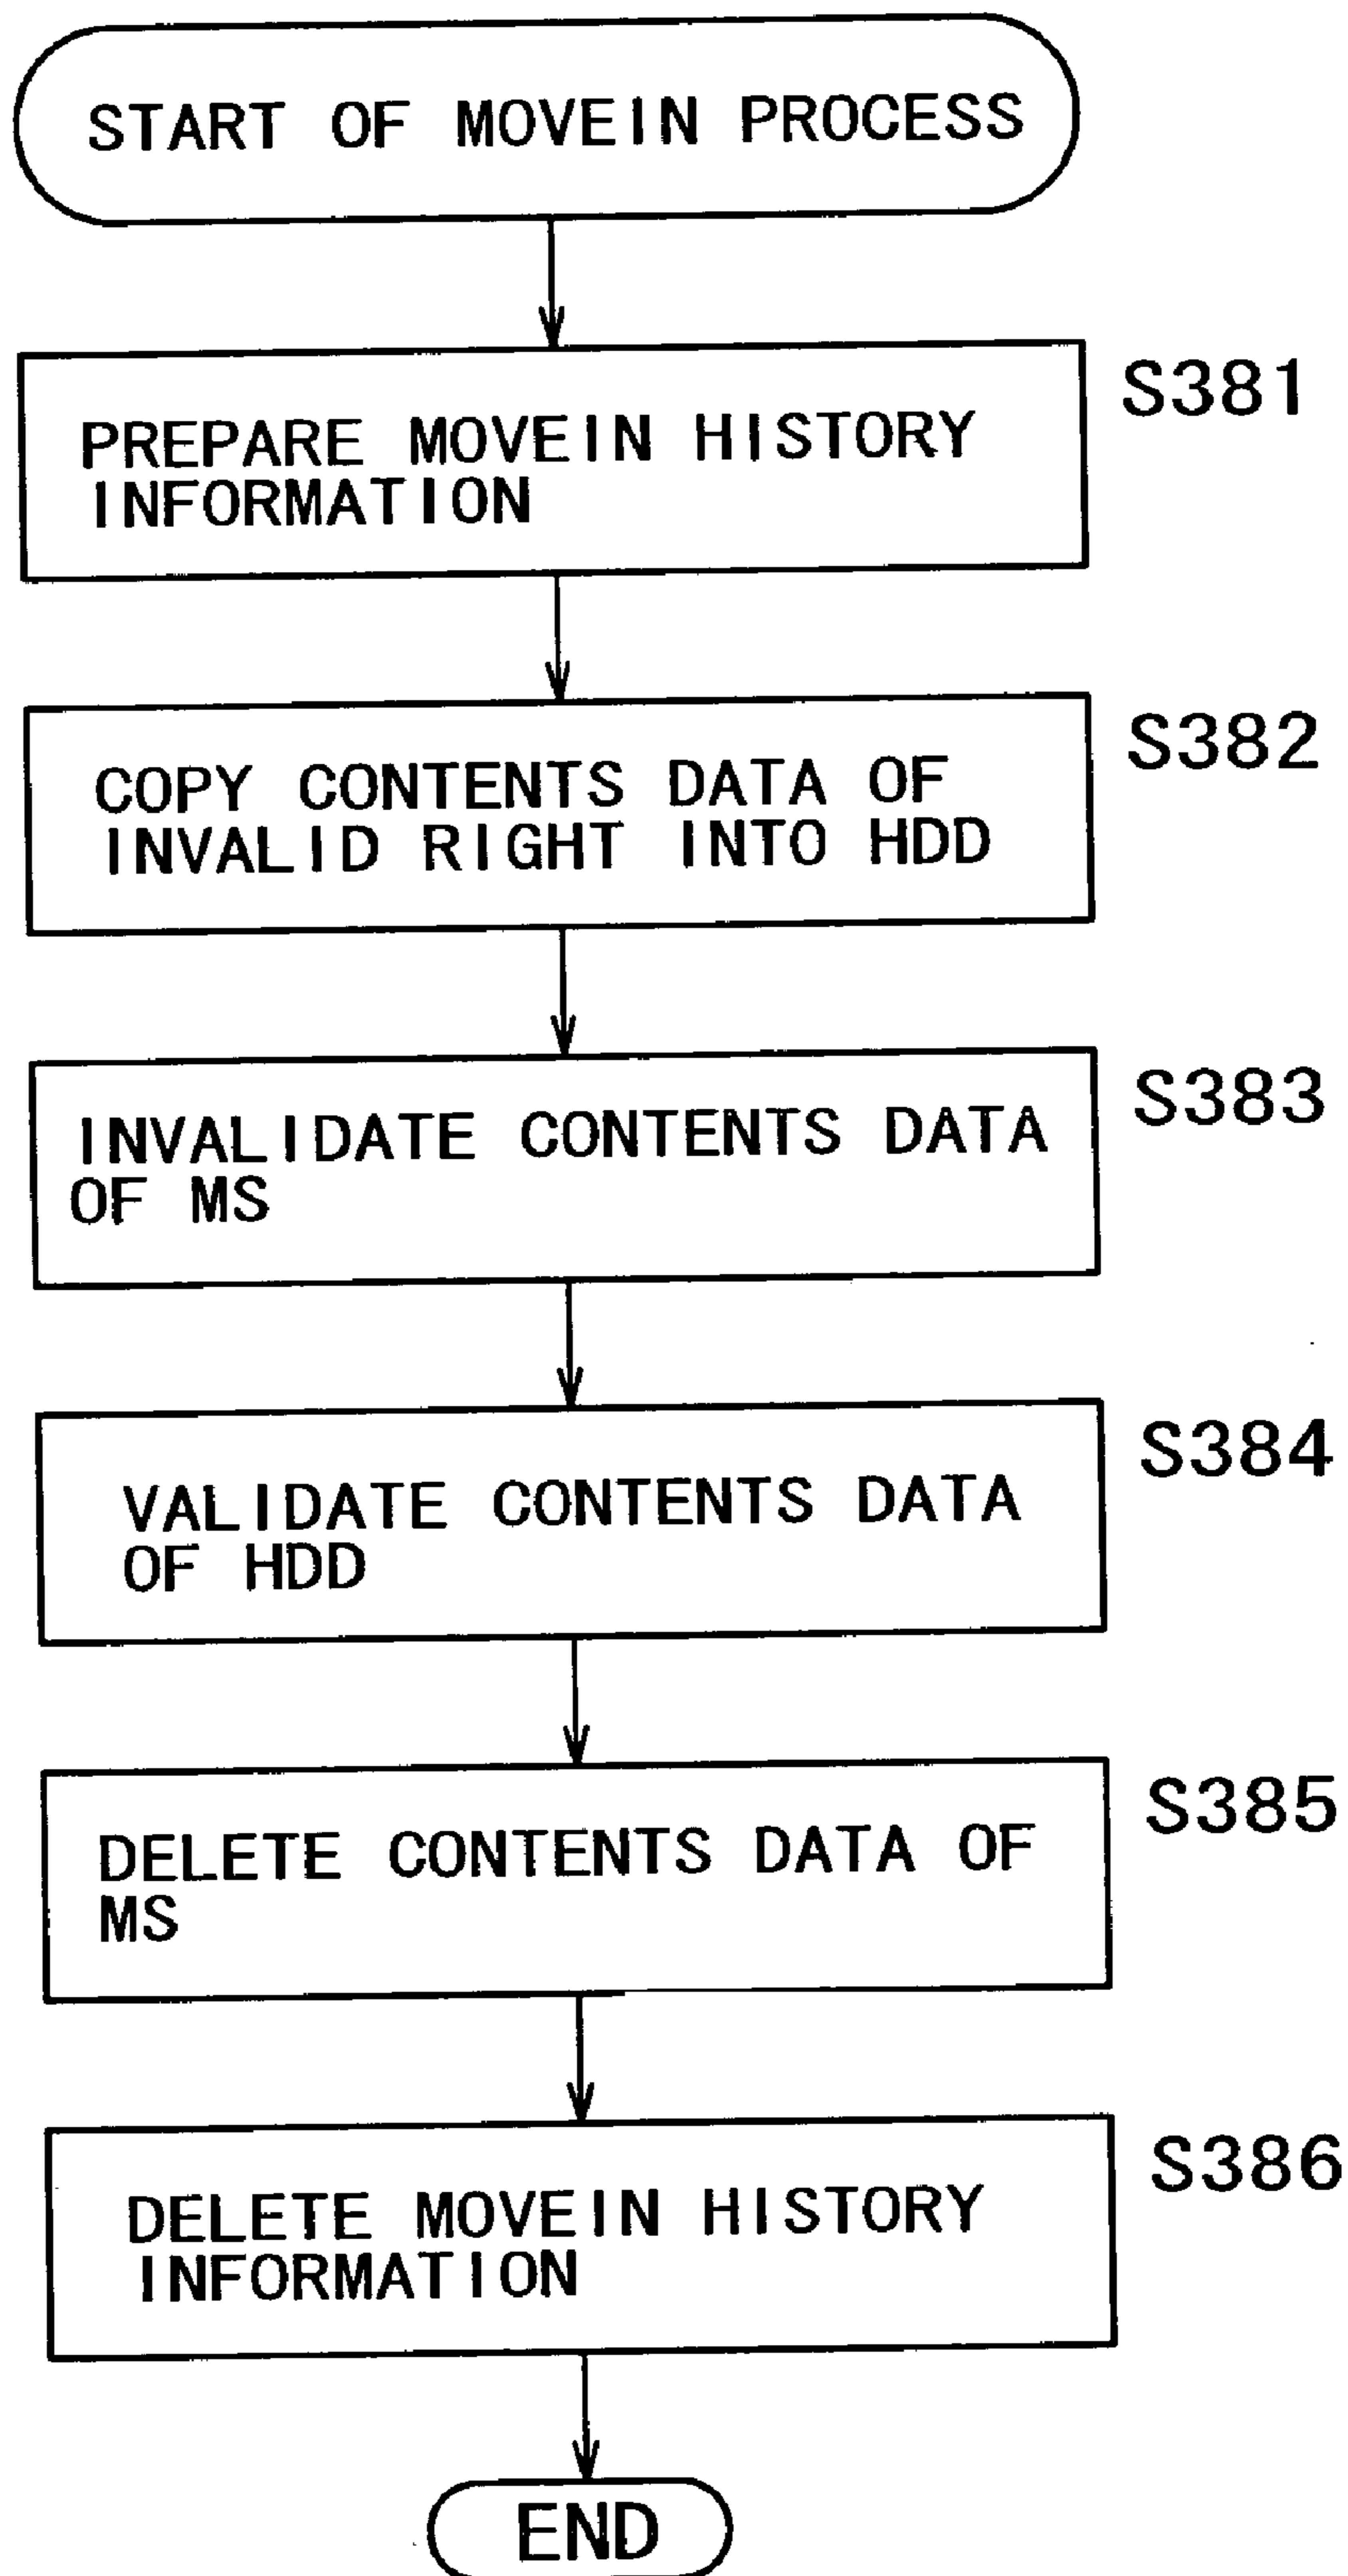 START OF MOVEIN PROCESS
S381
PREPARE MOVEIN HISTORY
INFORMATION
S382
COPY CONTENTS DATA OF
INVALID RIGHT INTO HDD
S383
INVALIDATE CONTENTS DATA
OF MS
S384
VALIDATE CONTENTS DATA
OF HDD
S385
DELETE CONTENTS DATA OF
MS
S386
DELETE MOVEIN HISTORY
INFORMATION
END